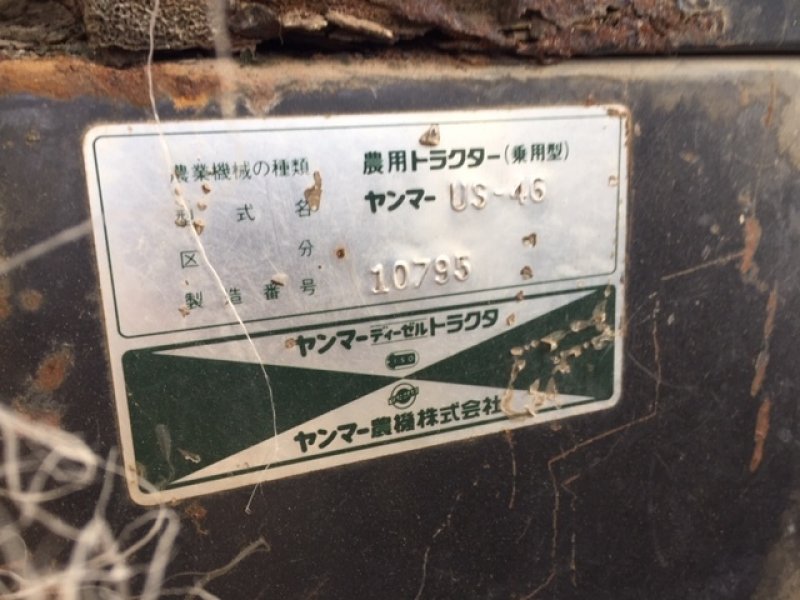 農業機械の種類 農用トラクター(乗用型)
型式名 ヤンマー US-46
区分
製造番号 10795
ヤンマーディーゼルトラクタ
ヤンマー農機株式会社